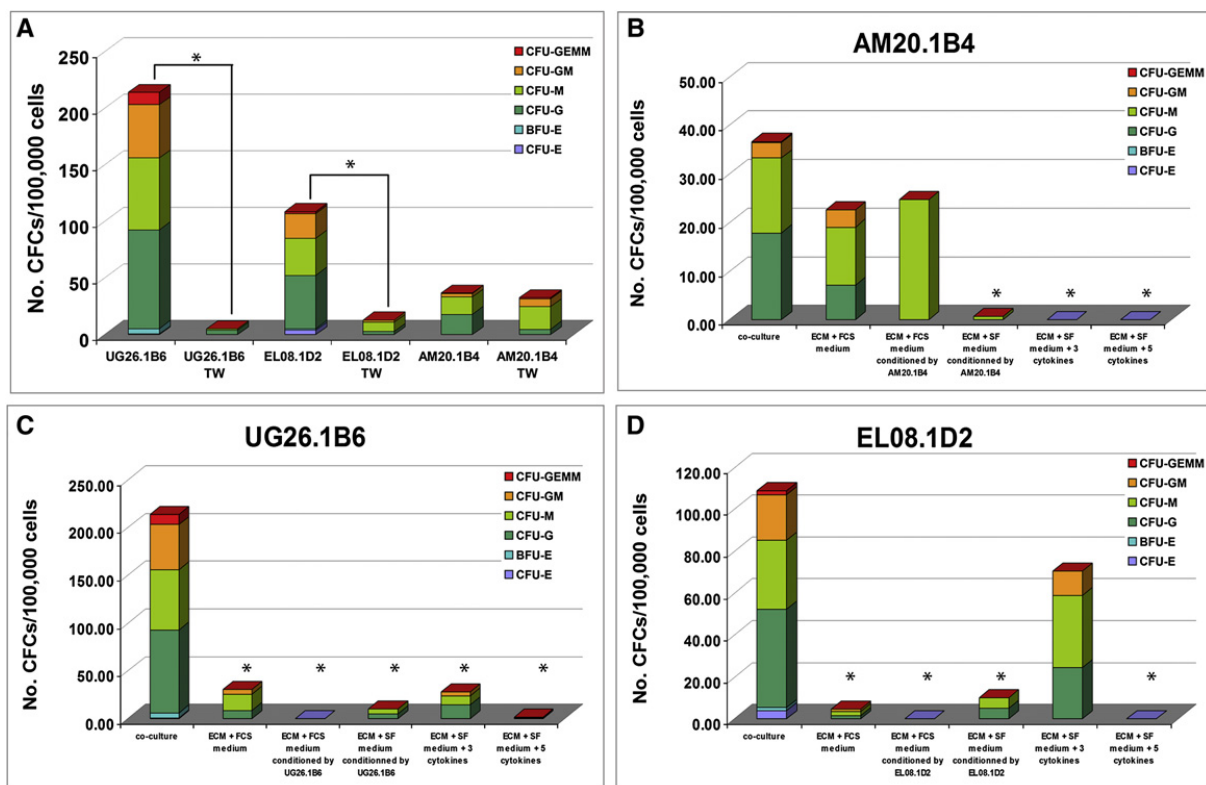 A
No. CFCs/100,000 cells
250
200
150
100
50
0
*
*
CFU-GEMM
CFU-GM
CFU-M
CFU-G
BFU-E
CFU-E
UG26.1B6
UG26.1B6
TW
EL08.1D2
EL08.1D2
TW
AM20.1B4
AM20.1B4
TW
B
AM20.1B4
No. CFCs/100,000 cells
50.00
40.00
30.00
20.00
10.00
0.00
CFU-GEMM
CFU-GM
CFU-M
CFU-G
BFU-E
CFU-E
* * *
co-culture
ECM + FCS
medium
ECM + FCS
medium
conditionned by
AM20.1B4
ECM + SF
medium
conditionned by
AM20.1B4
ECM + SF
medium + 3
cytokines
ECM + SF
medium + 5
cytokines
C
UG26.1B6
No. CFCs/100,000 cells
250.00
200.00
150.00
100.00
50.00
0.00
CFU-GEMM
CFU-GM
CFU-M
CFU-G
BFU-E
CFU-E
* * * * *
co-culture
ECM + FCS
medium
ECM + FCS
medium
conditionned by
UG26.1B6
ECM + SF
medium
conditionned by
UG26.1B6
ECM + SF
medium + 3
cytokines
ECM + SF
medium + 5
cytokines
D
EL08.1D2
No. CFCs/100,000 cells
120.00
100.00
80.00
60.00
40.00
20.00
0.00
CFU-GEMM
CFU-GM
CFU-M
CFU-G
BFU-E
CFU-E
* * * *
co-culture
ECM + FCS
medium
ECM + FCS
medium
conditionned by
EL08.1D2
ECM + SF
medium
conditionned by
EL08.1D2
ECM + SF
medium + 3
cytokines
ECM + SF
medium + 5
cytokines